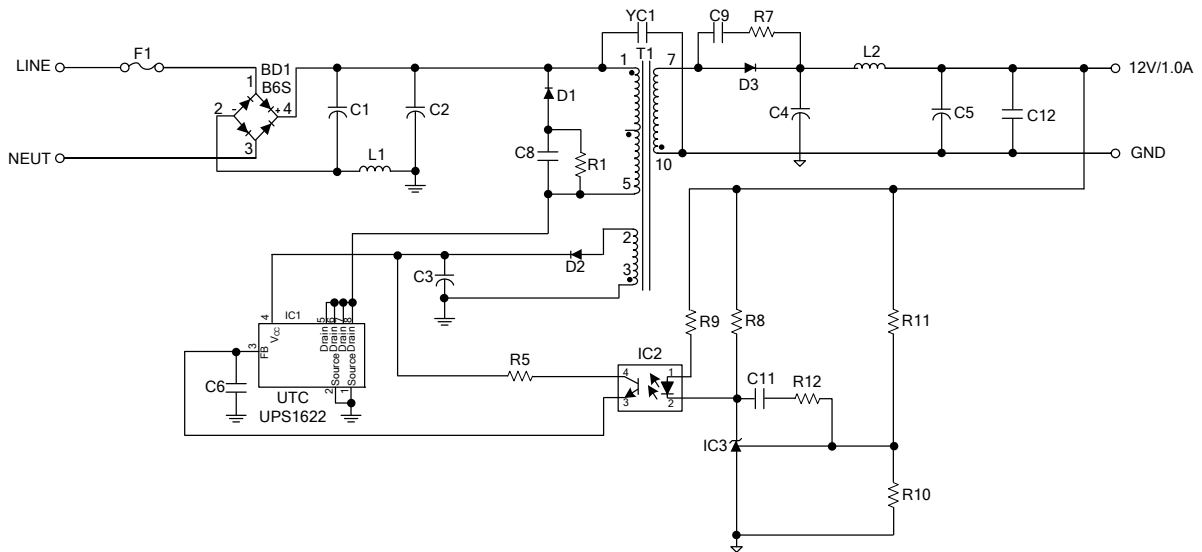 YC1
C9
R7
F1
T1
LINE
1
7
L2
12V/1.0A
BD1
B6S
1
D1
D3
2
-
+
4
C1
C2
C4
C5
C12
3
NEUT
L1
C8
R1
5
10
GND
2
D2
3
C3
4
IC1
5
6
7
8
VCC
Drain
Drain
Drain
Drain
R9
R8
R11
3
FB
Source
Source
2
1
C6
UTC
UPS1622
R5
IC2
4
1
3
2
C11
R12
IC3
R10